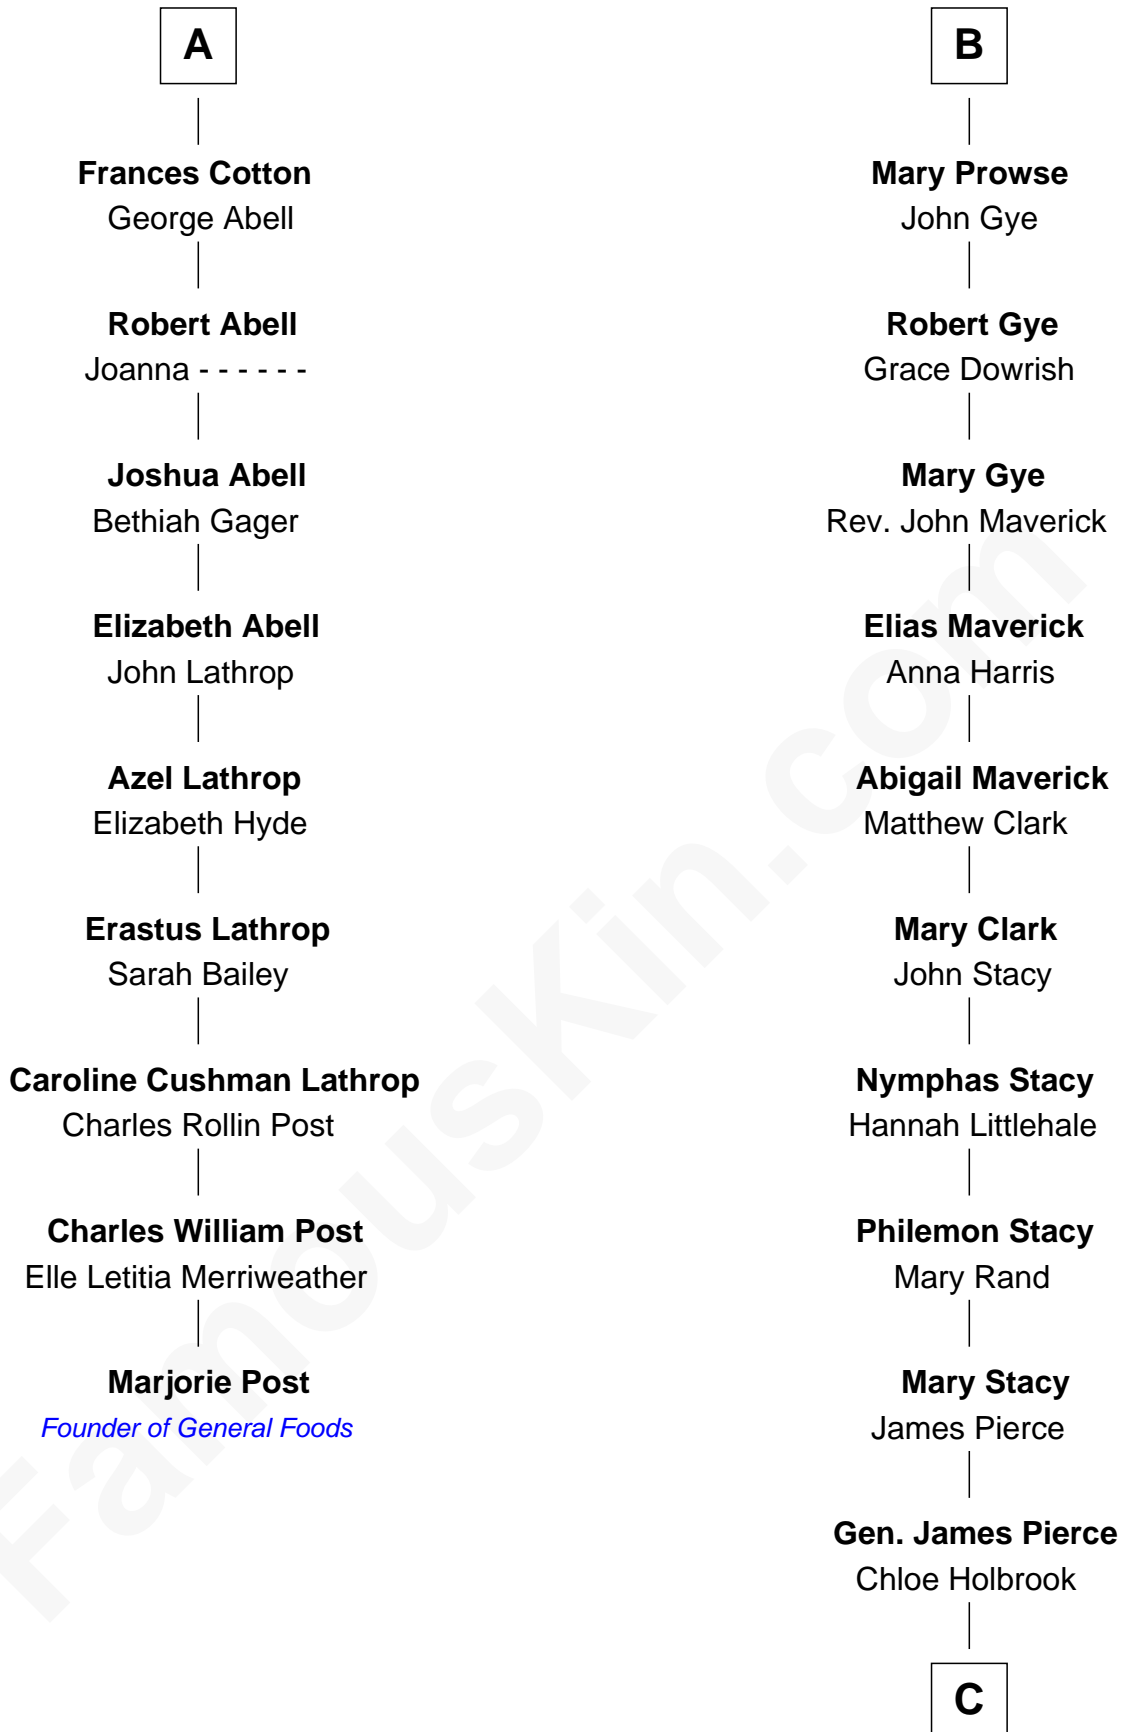 A
Frances Cotton
George Abell
Robert Abell
Joanna - - - - - -
Joshua Abell
Bethiah Gager
Elizabeth Abell
John Lathrop
Azel Lathrop
Elizabeth Hyde
Erastus Lathrop
Sarah Bailey
Caroline Cushman Lathrop
Charles Rollin Post
Charles William Post
Elle Letitia Merriweather
Marjorie Post
Founder of General Foods
B
Mary Prowse
John Gye
Robert Gye
Grace Dowrish
Mary Gye
Rev. John Maverick
Elias Maverick
Anna Harris
Abigail Maverick
Matthew Clark
Mary Clark
John Stacy
Nymphas Stacy
Hannah Littlehale
Philemon Stacy
Mary Rand
Mary Stacy
James Pierce
Gen. James Pierce
Chloe Holbrook
C
FamousKin.com